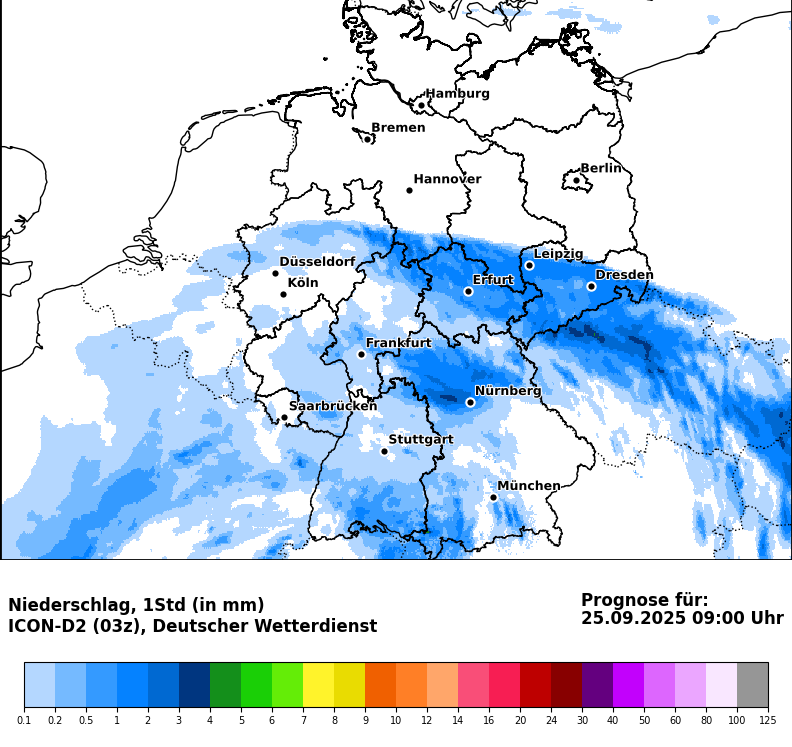 Hamburg
Bremen
Berlin
Hannover
Leipzig
Düsseldorf
Dresden
Köln
Erfurt
Frankfurt
Nürnberg
Saarbrücken
Stuttgart
München
Niederschlag, 1Std (in mm)
ICON-D2 (03z), Deutscher Wetterdienst
Prognose für:
25.09.2025 09:00 Uhr
0.1 0.2 0.5 1 2 3 4 5 6 7 8 9 10 12 14 16 20 24 30 40 50 60 80 100 125